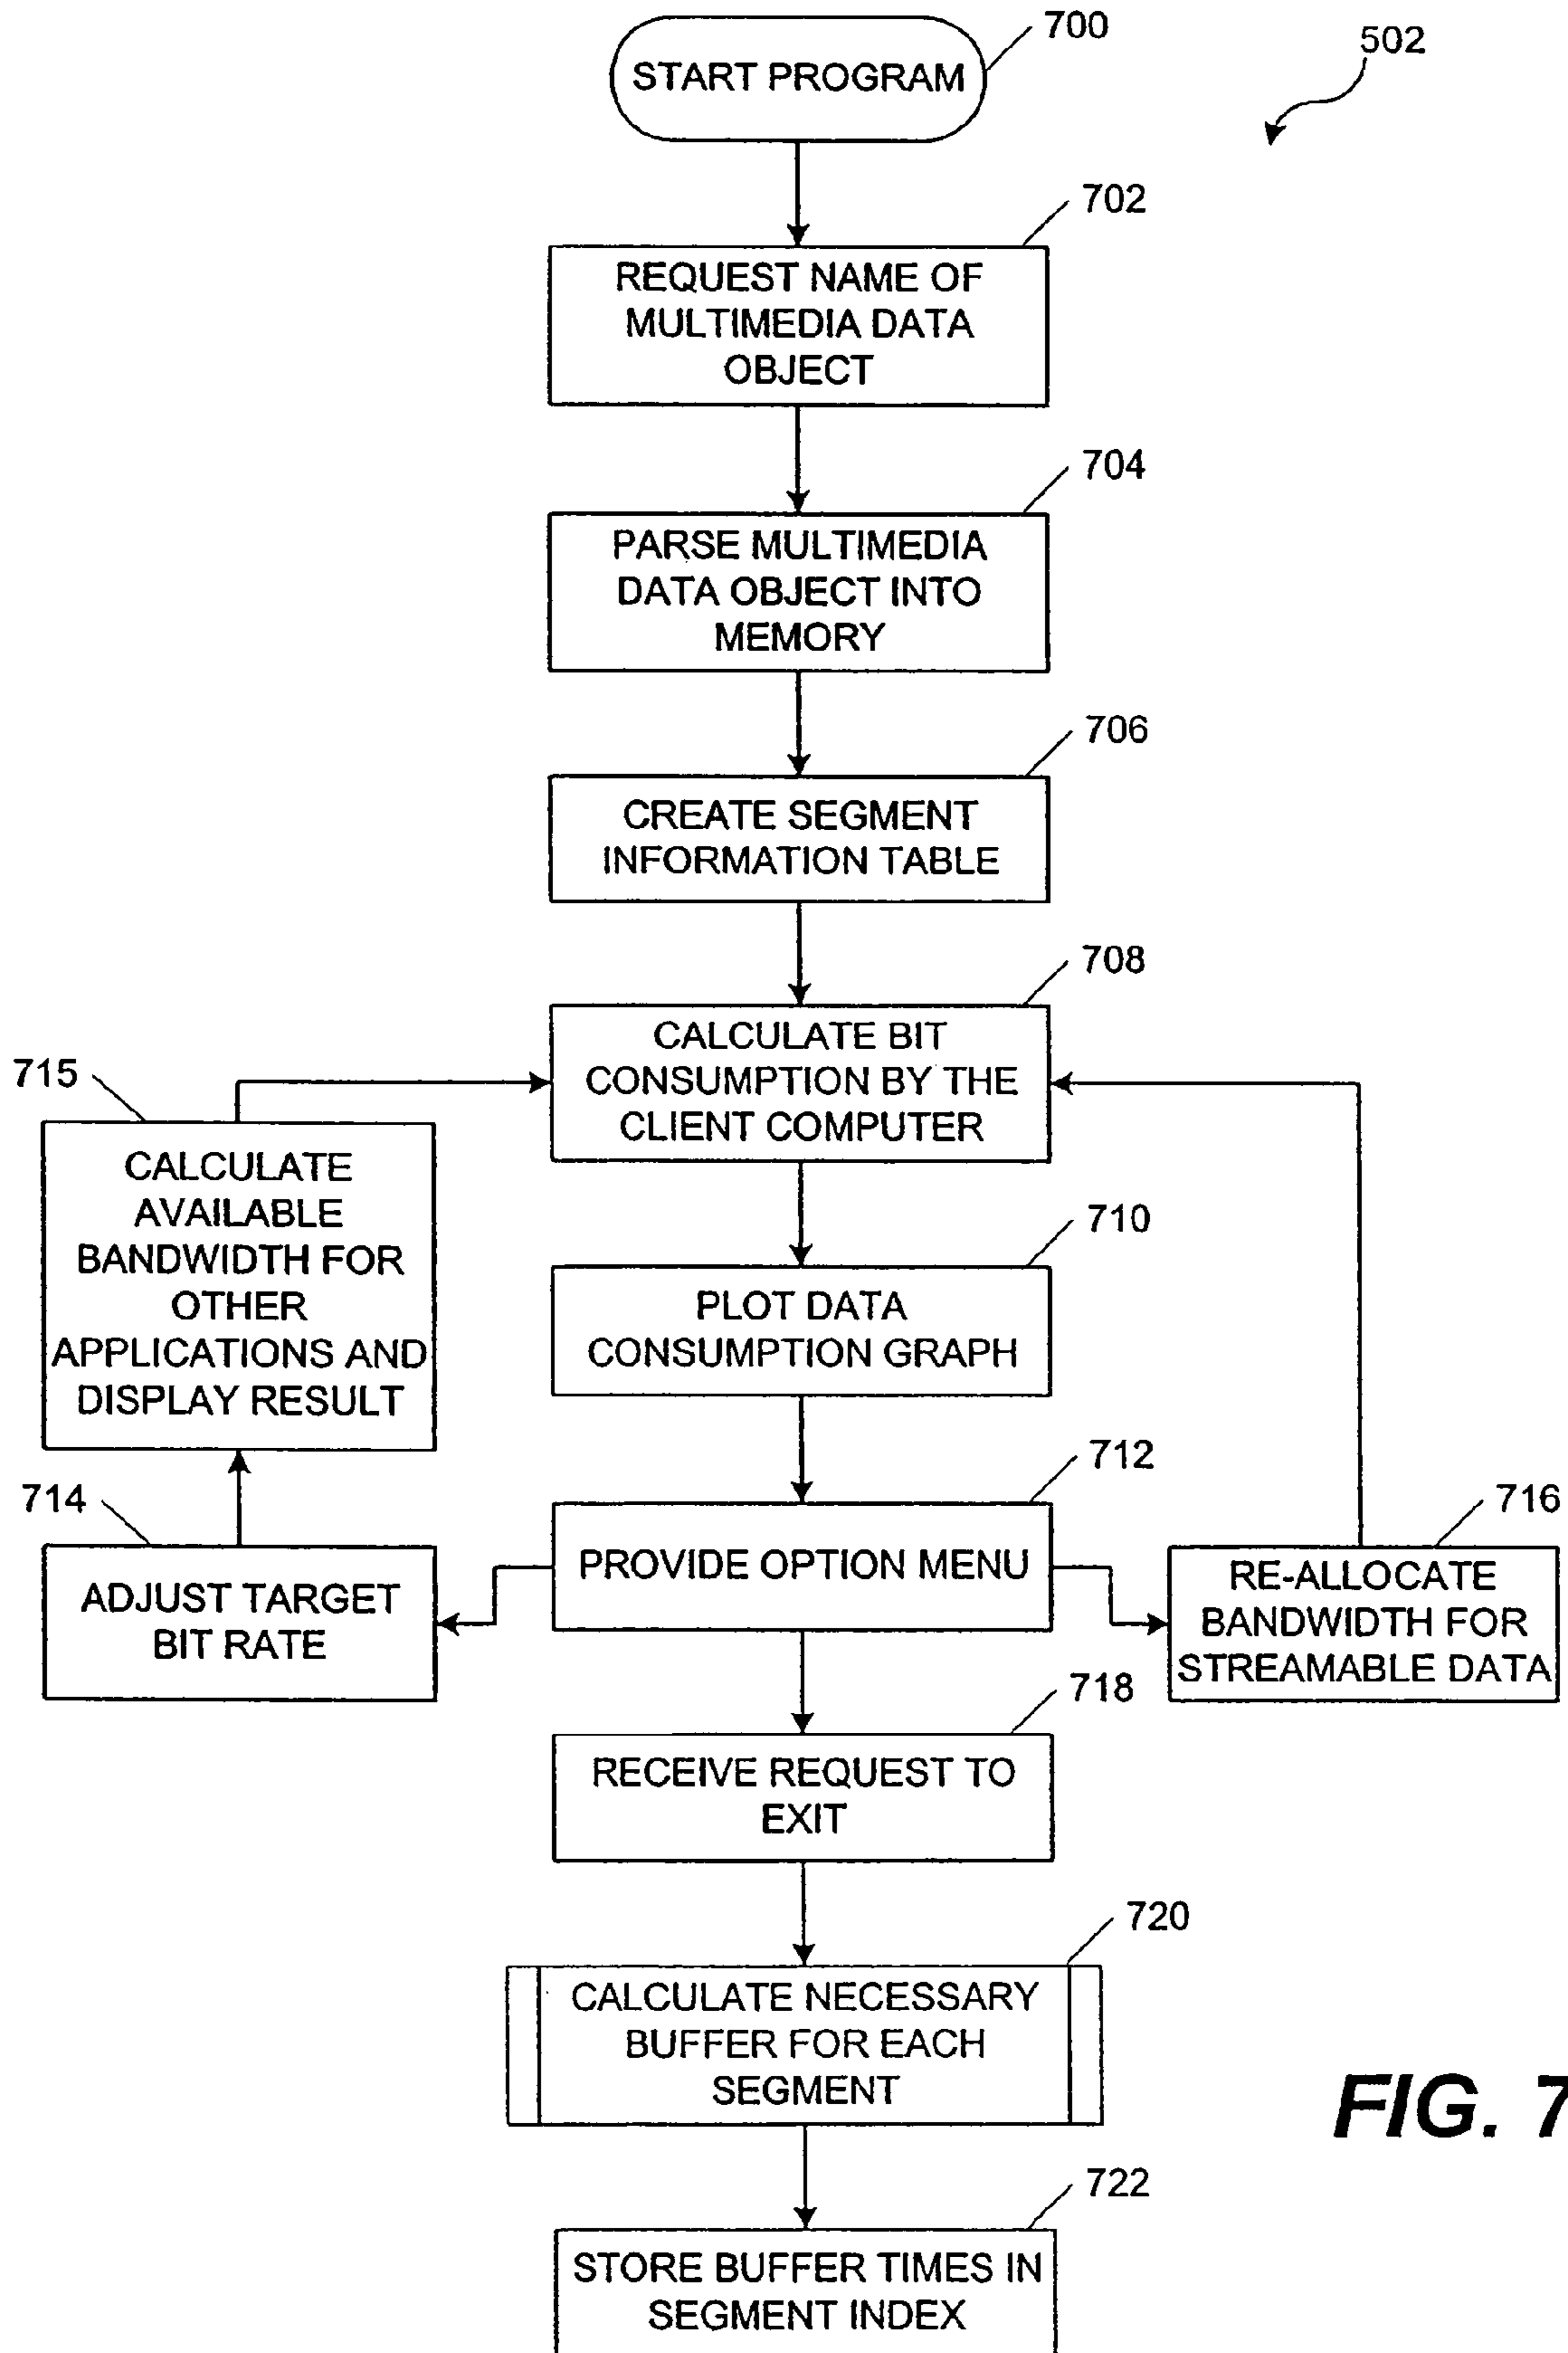 700
502
START PROGRAM
702
REQUEST NAME OF
MULTIMEDIA DATA
OBJECT
704
PARSE MULTIMEDIA
DATA OBJECT INTO
MEMORY
706
CREATE SEGMENT
INFORMATION TABLE
708
CALCULATE BIT
CONSUMPTION BY THE
CLIENT COMPUTER
715
CALCULATE
AVAILABLE
BANDWIDTH FOR
OTHER
APPLICATIONS AND
DISPLAY RESULT
710
PLOT DATA
CONSUMPTION GRAPH
712
PROVIDE OPTION MENU
714
ADJUST TARGET
BIT RATE
716
RE-ALLOCATE
BANDWIDTH FOR
STREAMABLE DATA
718
RECEIVE REQUEST TO
EXIT
720
CALCULATE NECESSARY
BUFFER FOR EACH
SEGMENT
FIG. 7
722
STORE BUFFER TIMES IN
SEGMENT INDEX